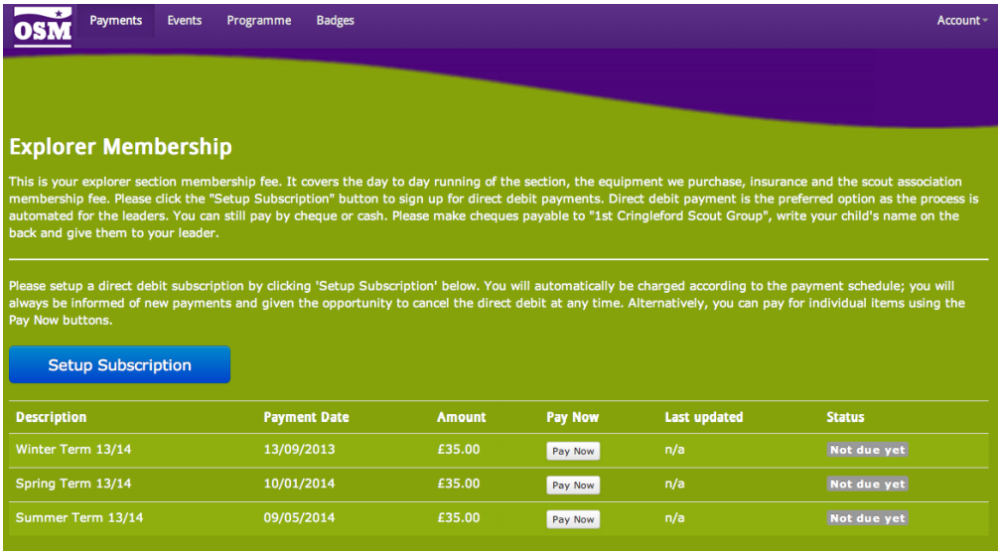 OSM Payments Events Programme Badges Account
Explorer Membership
This is your explorer section membership fee. It covers the day to day running of the section, the equipment we purchase, insurance and the scout association
membership fee. Please click the "Setup Subscription" button to sign up for direct debit payments. Direct debit payment is the preferred option as the process is
automated for the leaders. You can still pay by cheque or cash. Please make cheques payable to "1st Cringleford Scout Group", write your child's name on the
back and give them to your leader.
Please setup a direct debit subscription by clicking 'Setup Subscription' below. You will automatically be charged according to the payment schedule; you will
always be informed of new payments and given the opportunity to cancel the direct debit at any time. Alternatively, you can pay for individual items using the
Pay Now buttons.
Setup Subscription
Description Payment Date Amount Pay Now Last updated Status
Winter Term 13/14 13/09/2013 £35.00 Pay Now n/a Not due yet
Spring Term 13/14 10/01/2014 £35.00 Pay Now n/a Not due yet
Summer Term 13/14 09/05/2014 £35.00 Pay Now n/a Not due yet